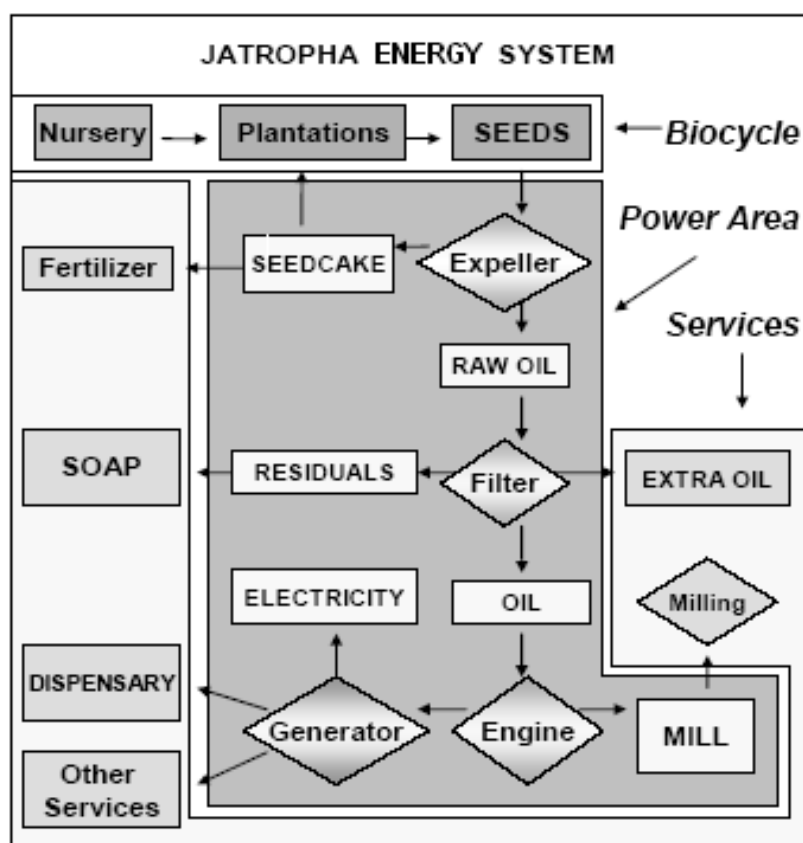 JATROPHA ENERGY SYSTEM
Nursery
Plantations
SEEDS
Biocycle
Power Area
Services
Fertilizer
SEEDCAKE
Expeller
RAW OIL
SOAP
RESIDUALS
Filter
EXTRA OIL
ELECTRICITY
OIL
Milling
DISPENSARY
Generator
Engine
MILL
Other
Services